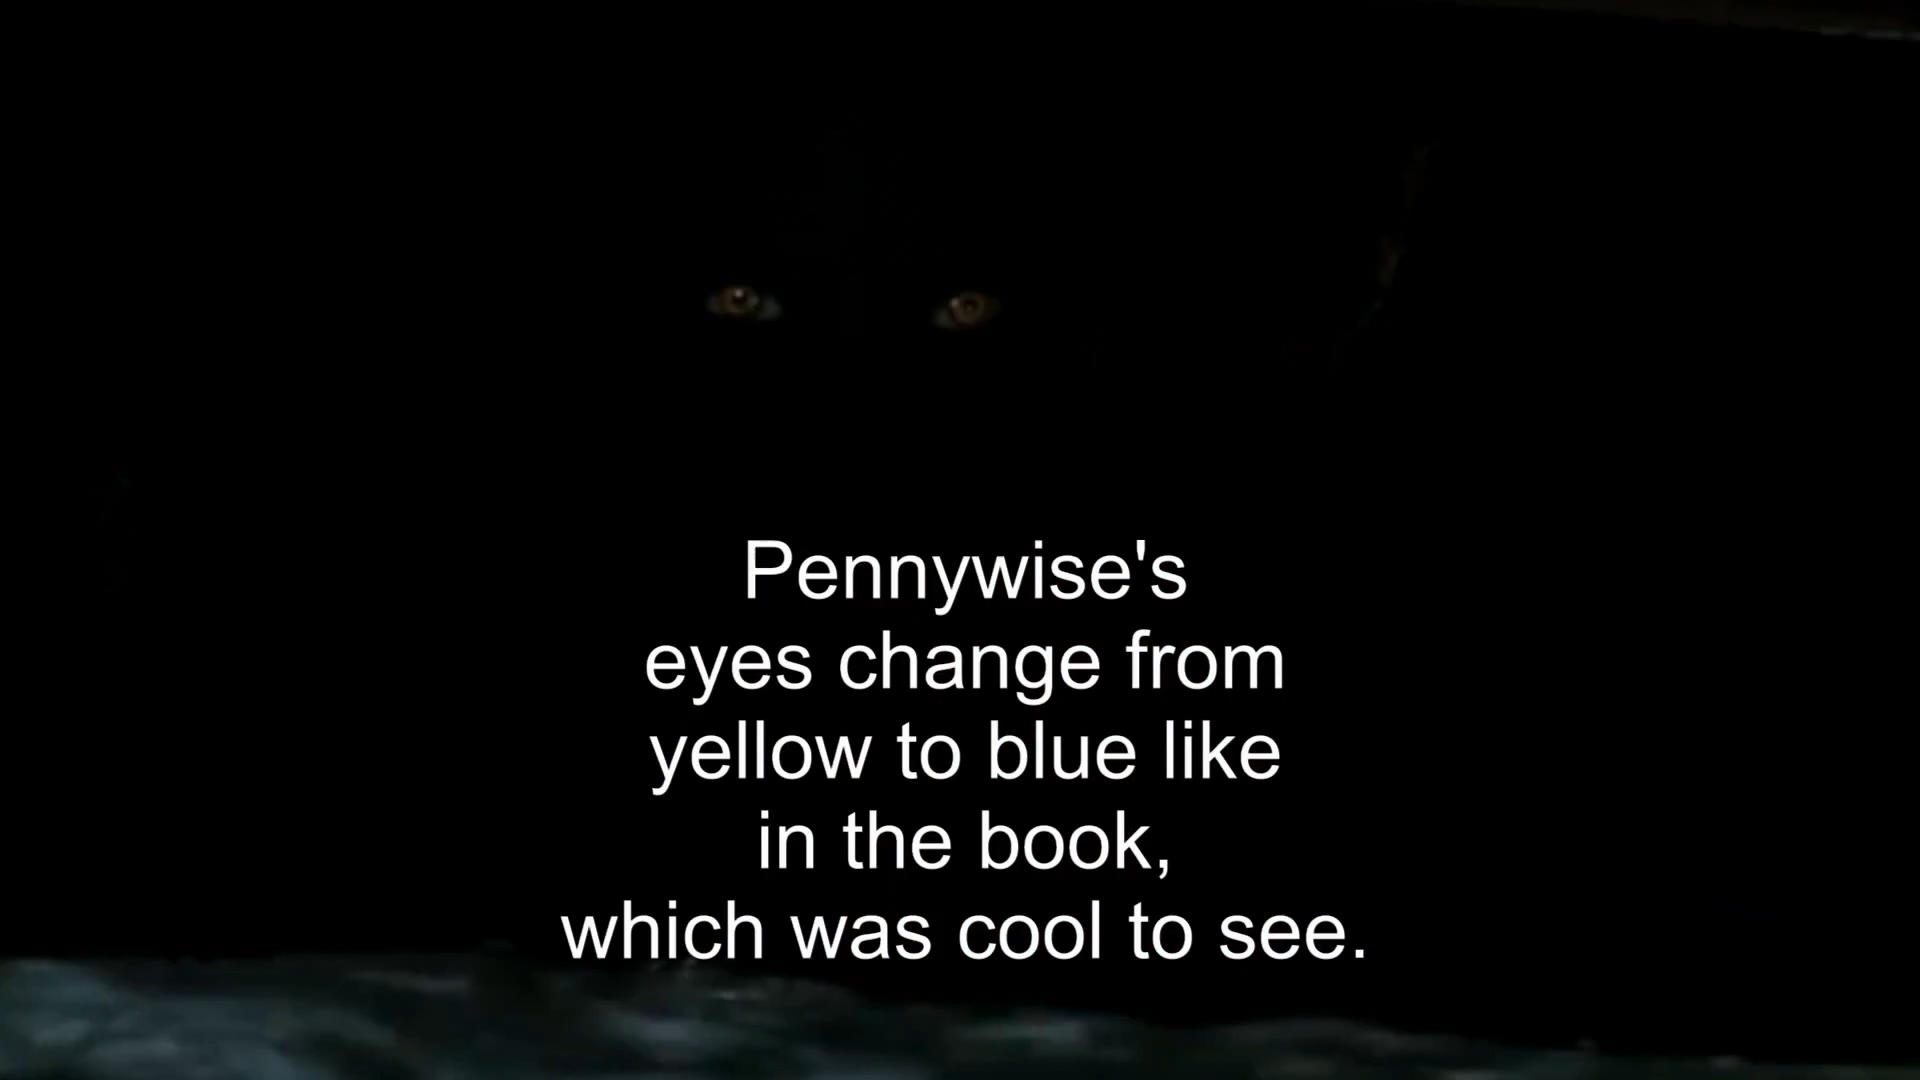 Pennywise's
eyes change from
yellow to blue like
in the book,
which was cool to see.